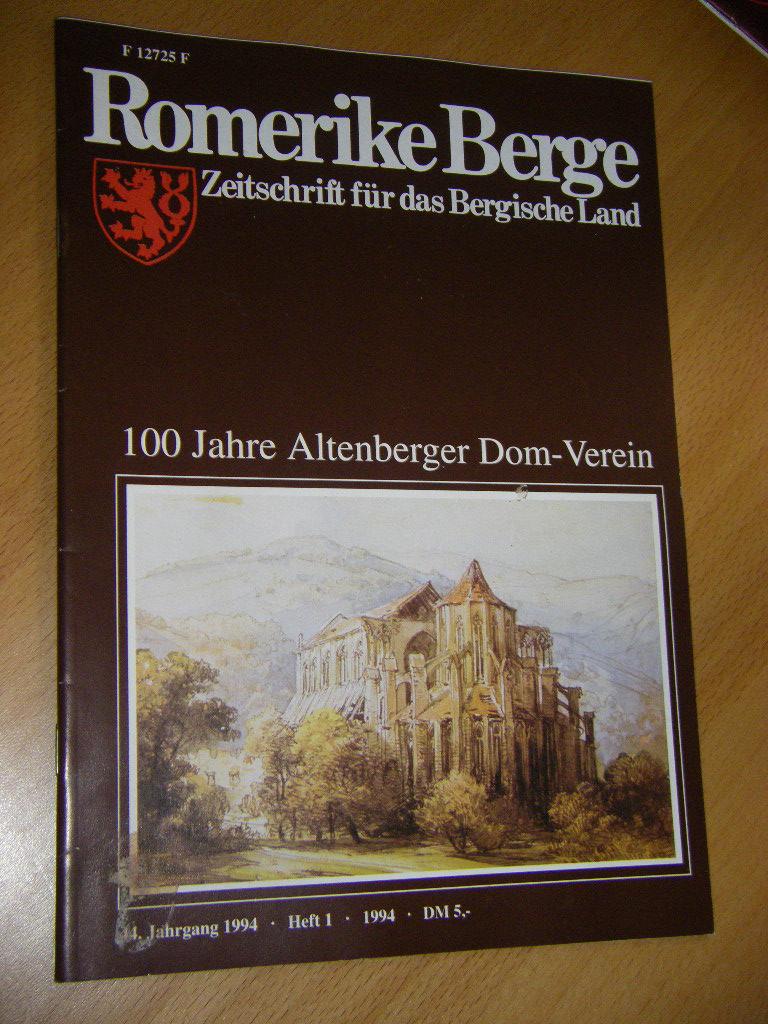 F 12725 F
Romerike Berge
Zeitschrift für das Bergische Land
100 Jahre Altenberger Dom-Verein
Jahrgang 1994 · Heft 1 · 1994 · DM 5,-